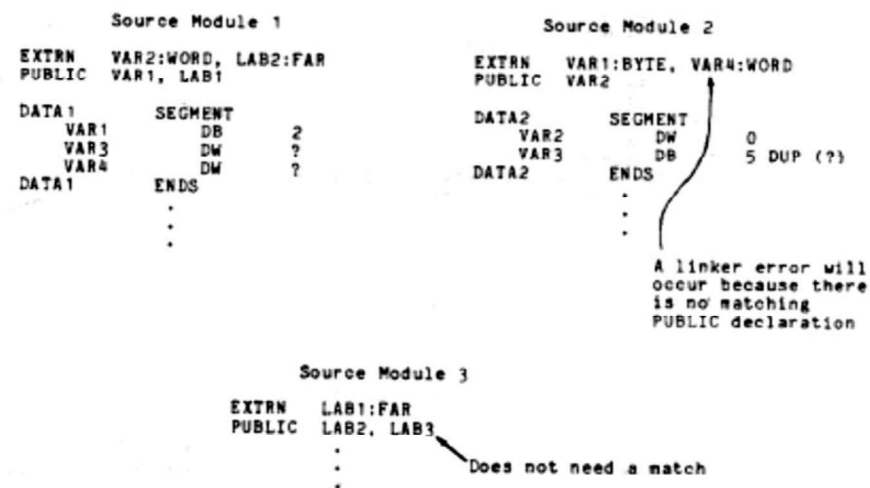 Source Module 1
EXTRN VAR2:WORD, LAB2:FAR
PUBLIC VAR1, LAB1
DATA1 SEGMENT
VAR1 DB 2
VAR3 DW ?
VAR4 DW ?
DATA1 ENDS
.
.
.
Source Module 2
EXTRN VAR1:BYTE, VAR4:WORD
PUBLIC VAR2
DATA2 SEGMENT
VAR2 DW 0
VAR3 DB 5 DUP (?)
DATA2 ENDS
.
.
.
A linker error will
occur because there
is no matching
PUBLIC declaration
Source Module 3
EXTRN LAB1:FAR
PUBLIC LAB2, LAB3
.
.
.
Does not need a match